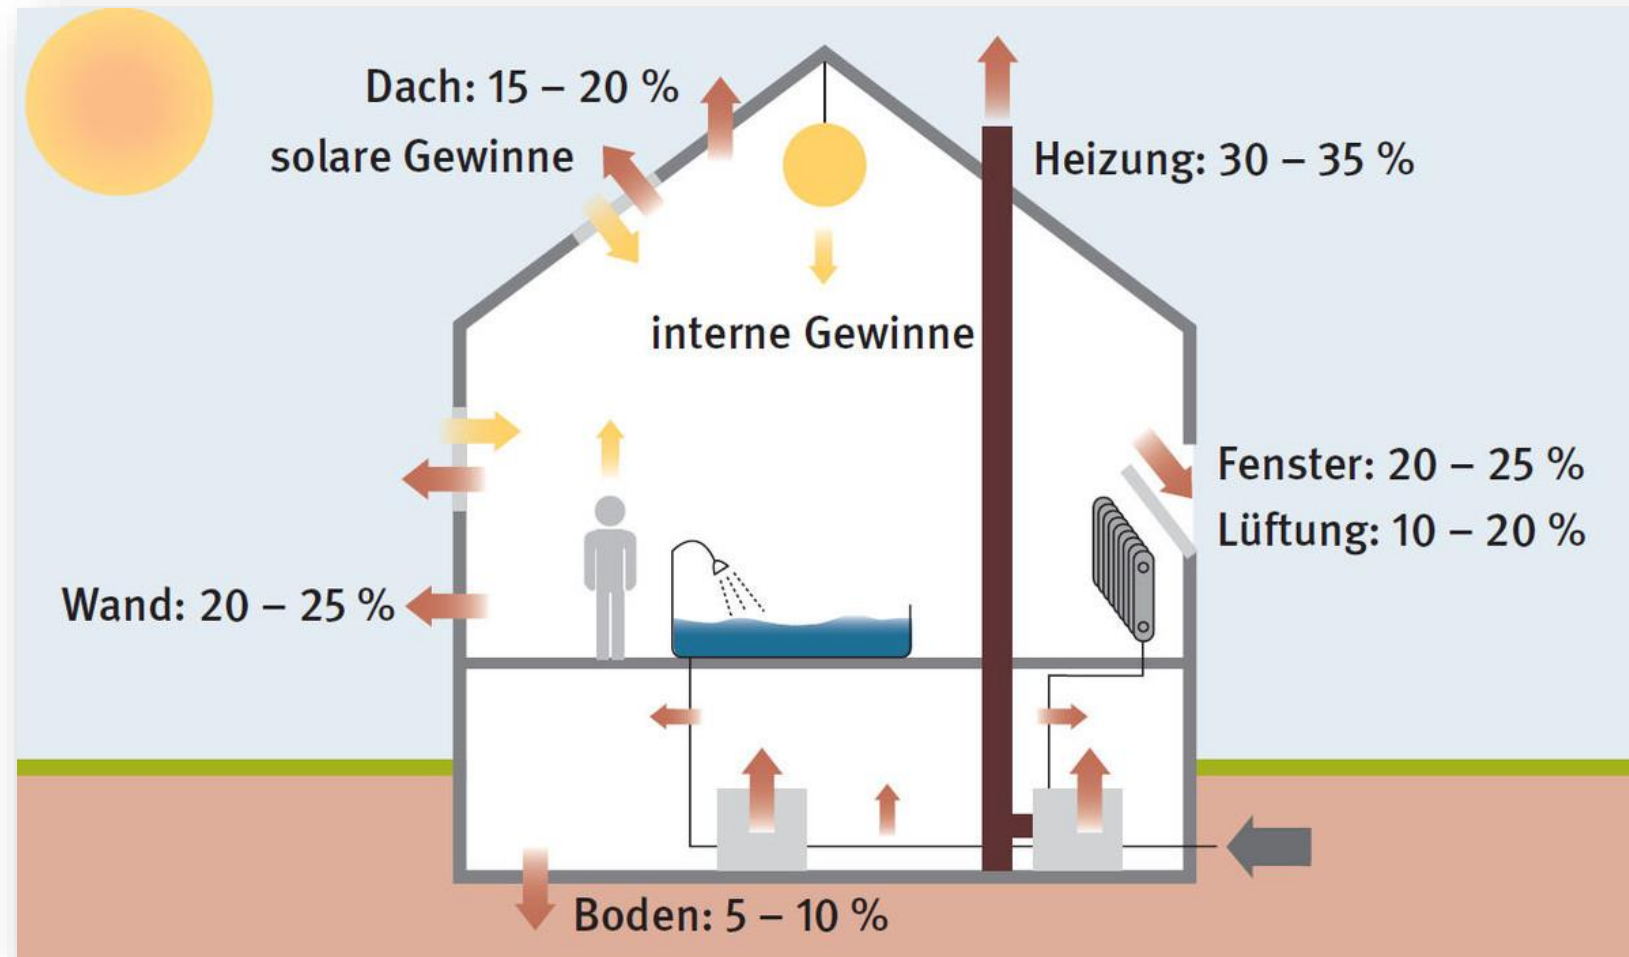 Dach: 15 – 20 %
solare Gewinne
Heizung: 30 – 35 %
interne Gewinne
Fenster: 20 – 25 %
Lüftung: 10 – 20 %
Wand: 20 – 25 %
Boden: 5 – 10 %